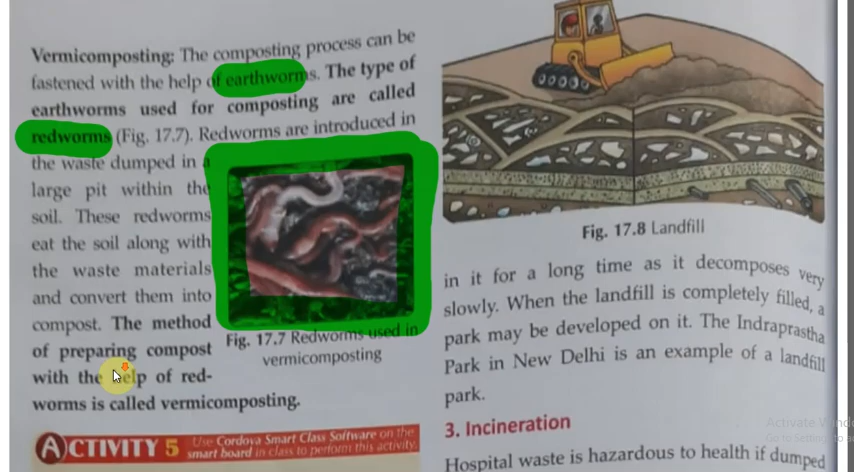 Vermicomposting: The composting process can be
fastened with the help of earthworms. The type of
earthworms used for composting are called
redworms (Fig. 17.7). Redworms are introduced in
the waste dumped in a
large pit within the
soil. These redworms
eat the soil along with
the waste materials
and convert them into
compost. The method
of preparing compost
with the help of red-
worms is called vermicomposting.
Fig. 17.7 Redworms used in
vermicomposting
ACTIVITY 5 Use Cordova Smart Class Software on the
smart board in class to perform this activity.
Fig. 17.8 Landfill
in it for a long time as it decomposes very
slowly. When the landfill is completely filled, a
park may be developed on it. The Indraprastha
Park in New Delhi is an example of a landfill
park.
3. Incineration
Hospital waste is hazardous to health if dumped
Activate
Go to